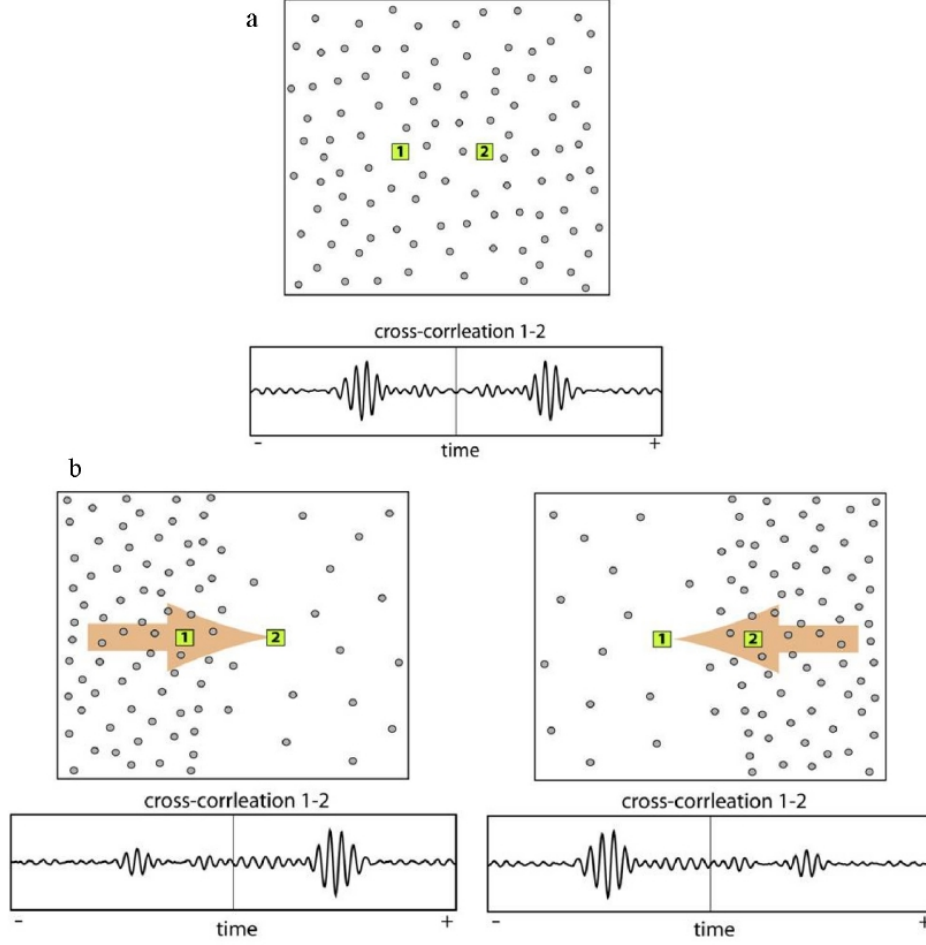 a
1 2
cross-corrleation 1-2
- +
time
b
1 2
1 2
cross-corrleation 1-2
- +
time
cross-corrleation 1-2
- +
time